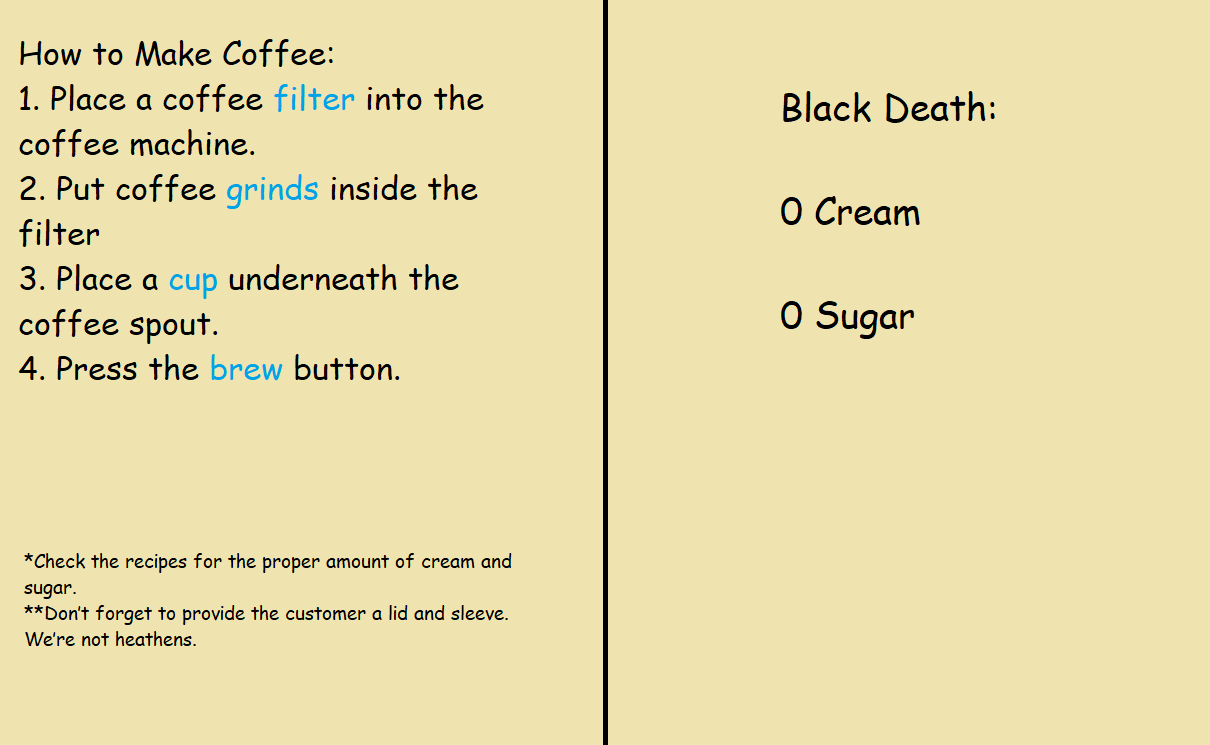 How to Make Coffee:
1. Place a coffee filter into the
coffee machine.
2. Put coffee grinds inside the
filter
3. Place a cup underneath the
coffee spout.
4. Press the brew button.
*Check the recipes for the proper amount of cream and
sugar.
**Don't forget to provide the customer a lid and sleeve.
We're not heathens.
Black Death:
0 Cream
0 Sugar